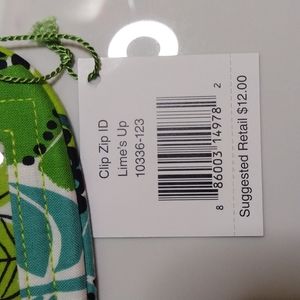 Clip Zip ID
Lime's Up
10336-123
8 86003 14978 2
Suggested Retail $12.00